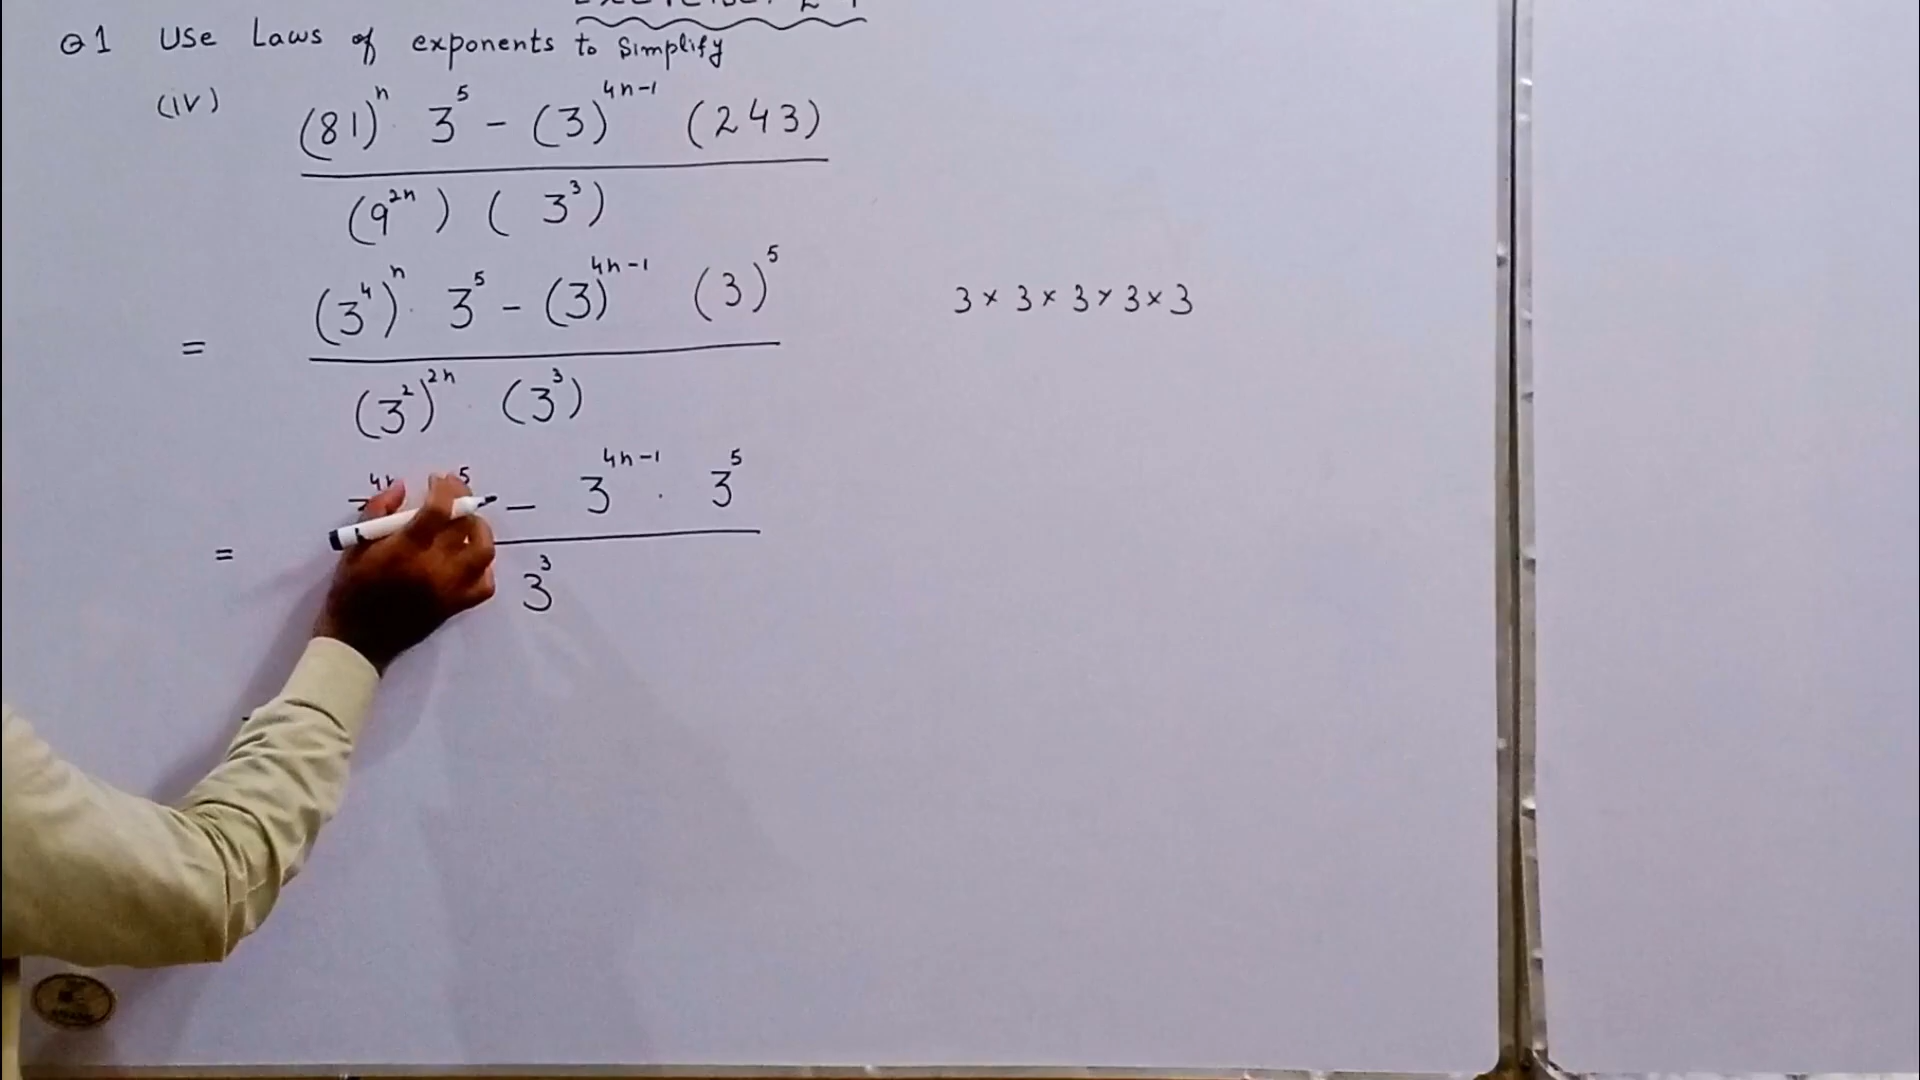 Q1 Use Laws of exponents to Simplify
(iv) (81)^n · 3^5 - (3)^{4n-1} (243)
(9^{2n}) (3^3)
= (3^4)^n · 3^5 - (3)^{4n-1} (3)^5
(3^2)^{2n} · (3^3)
3 × 3 × 3 × 3 × 3
= 5 - 3^{4n-1} · 3^5
3^3